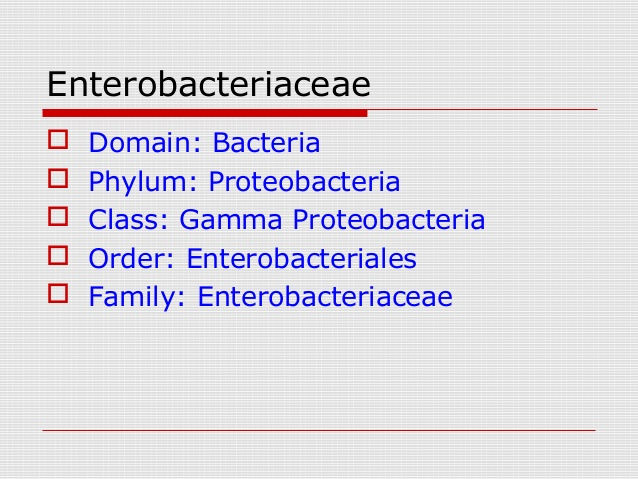 Enterobacteriaceae
Domain: Bacteria
Phylum: Proteobacteria
Class: Gamma Proteobacteria
Order: Enterobacteriales
Family: Enterobacteriaceae